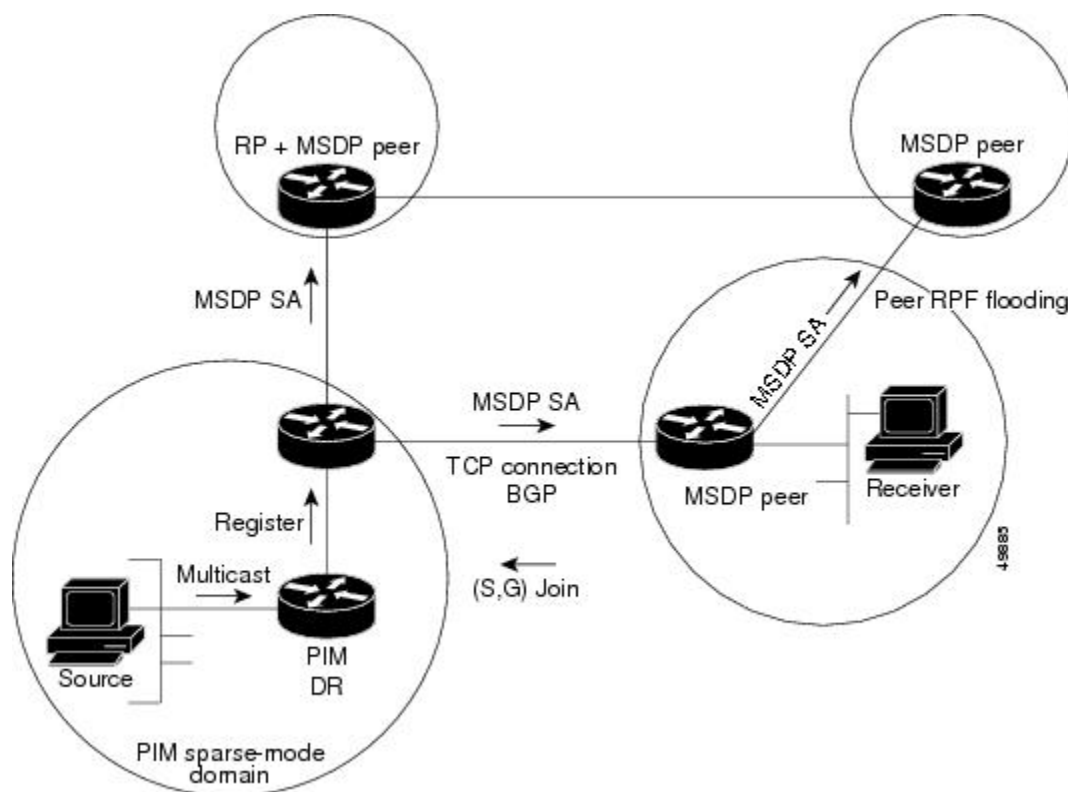 RP + MSDP peer
MSDP peer
MSDP SA
MSDP SA
Peer RPF flooding
MSDP SA
TCP connection
BGP
MSDP peer
Receiver
Register
Multicast
(S,G) Join
49885
Source
PIM
DR
PIM sparse-mode
domain